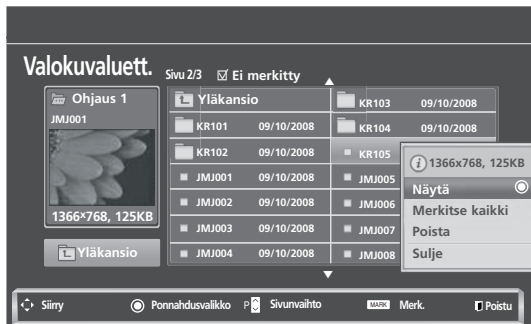 Valokuvaluett.
Sivu 2/3 ☑ Ei merkitty
Ohjaus 1
JMJ001
1366×768, 125KB
Yläkansio
Yläkansio
KR101 09/10/2008
KR102 09/10/2008
JMJ001 09/10/2008
JMJ002 09/10/2008
JMJ003 09/10/2008
JMJ004 09/10/2008
KR103 09/10/2008
KR104 09/10/2008
KR105
JMJ005
JMJ006
JMJ007
JMJ008
1366x768, 125KB
Näytä
Merkitse kaikki
Poista
Sulje
Siirry Ponnahdusvalikko P Sivunvaihto MARK Merk. Poistu